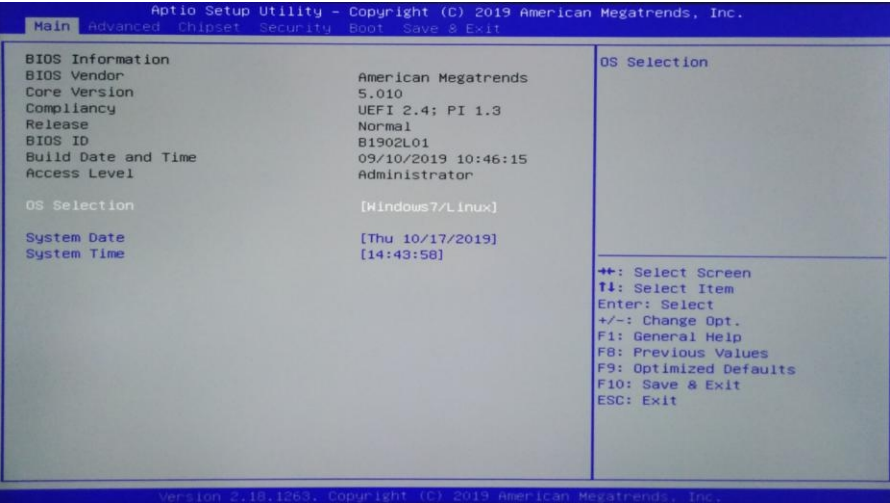 Aptio Setup Utility – Copyright (C) 2019 American Megatrends, Inc.
Main Advanced Chipset Security Boot Save & Exit
BIOS Information
BIOS Vendor American Megatrends
Core Version 5.010
Compliancy UEFI 2.4; PI 1.3
Release Normal
BIOS ID B1902L01
Build Date and Time 09/10/2019 10:46:15
Access Level Administrator
OS Selection [Windows7/Linux]
System Date [Thu 10/17/2019]
System Time [14:43:58]
OS Selection
→←: Select Screen
↑↓: Select Item
Enter: Select
+/-: Change Opt.
F1: General Help
F8: Previous Values
F9: Optimized Defaults
F10: Save & Exit
ESC: Exit
Version 2.18.1263. Copyright (C) 2019 American Megatrends, Inc.